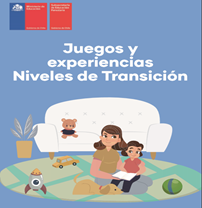 Juegos y
experiencias
Niveles de Transición